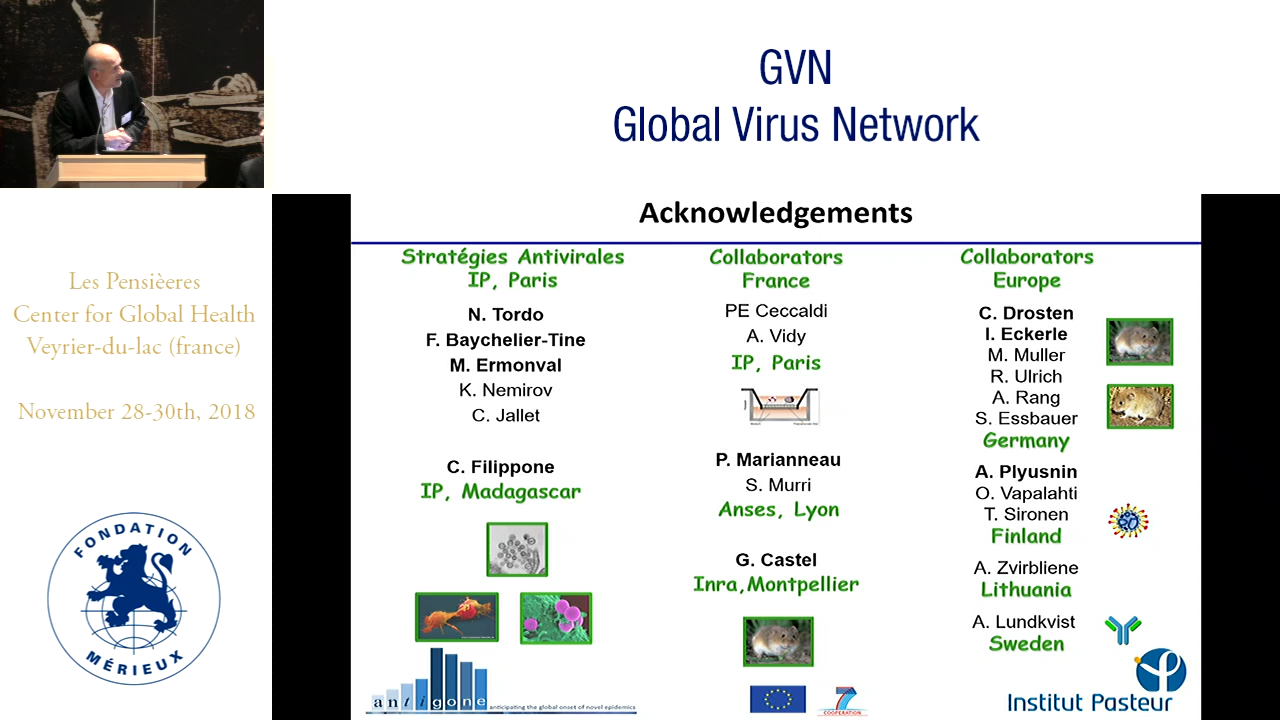 GVN
Global Virus Network
Les Pensièeres
Center for Global Health
Veyrier-du-lac (france)
November 28-30th, 2018
FONDATION
MÉRIEUX
Acknowledgements
Stratégies Antivirales
IP, Paris
N. Tordo
F. Baychelier-Tine
M. Ermonval
K. Nemirov
C. Jallet
C. Filippone
IP, Madagascar
antigone
anticipating the global onset of novel epidemics
Collaborators
France
PE Ceccaldi
A. Vidy
IP, Paris
P. Marianneau
S. Murri
Anses, Lyon
G. Castel
Inra,Montpellier
7
COOPERATION
Collaborators
Europe
C. Drosten
I. Eckerle
M. Muller
R. Ulrich
A. Rang
S. Essbauer
Germany
A. Plyusnin
O. Vapalahti
T. Sironen
Finland
A. Zvirbliene
Lithuania
A. Lundkvist
Sweden
Institut Pasteur